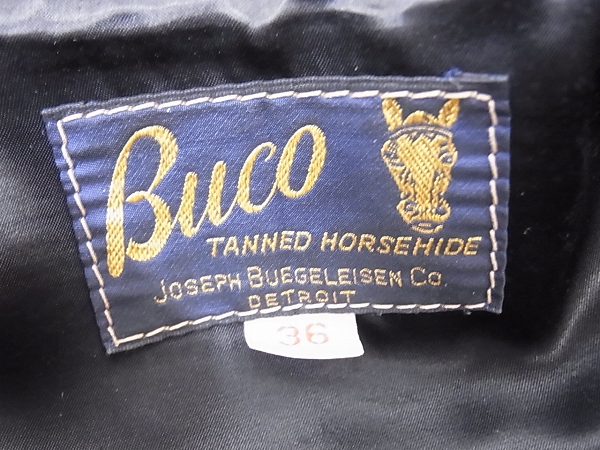 Buco
TANNED HORSEHIDE
JOSEPH BUEGELEISEN CO.
DETROIT
36